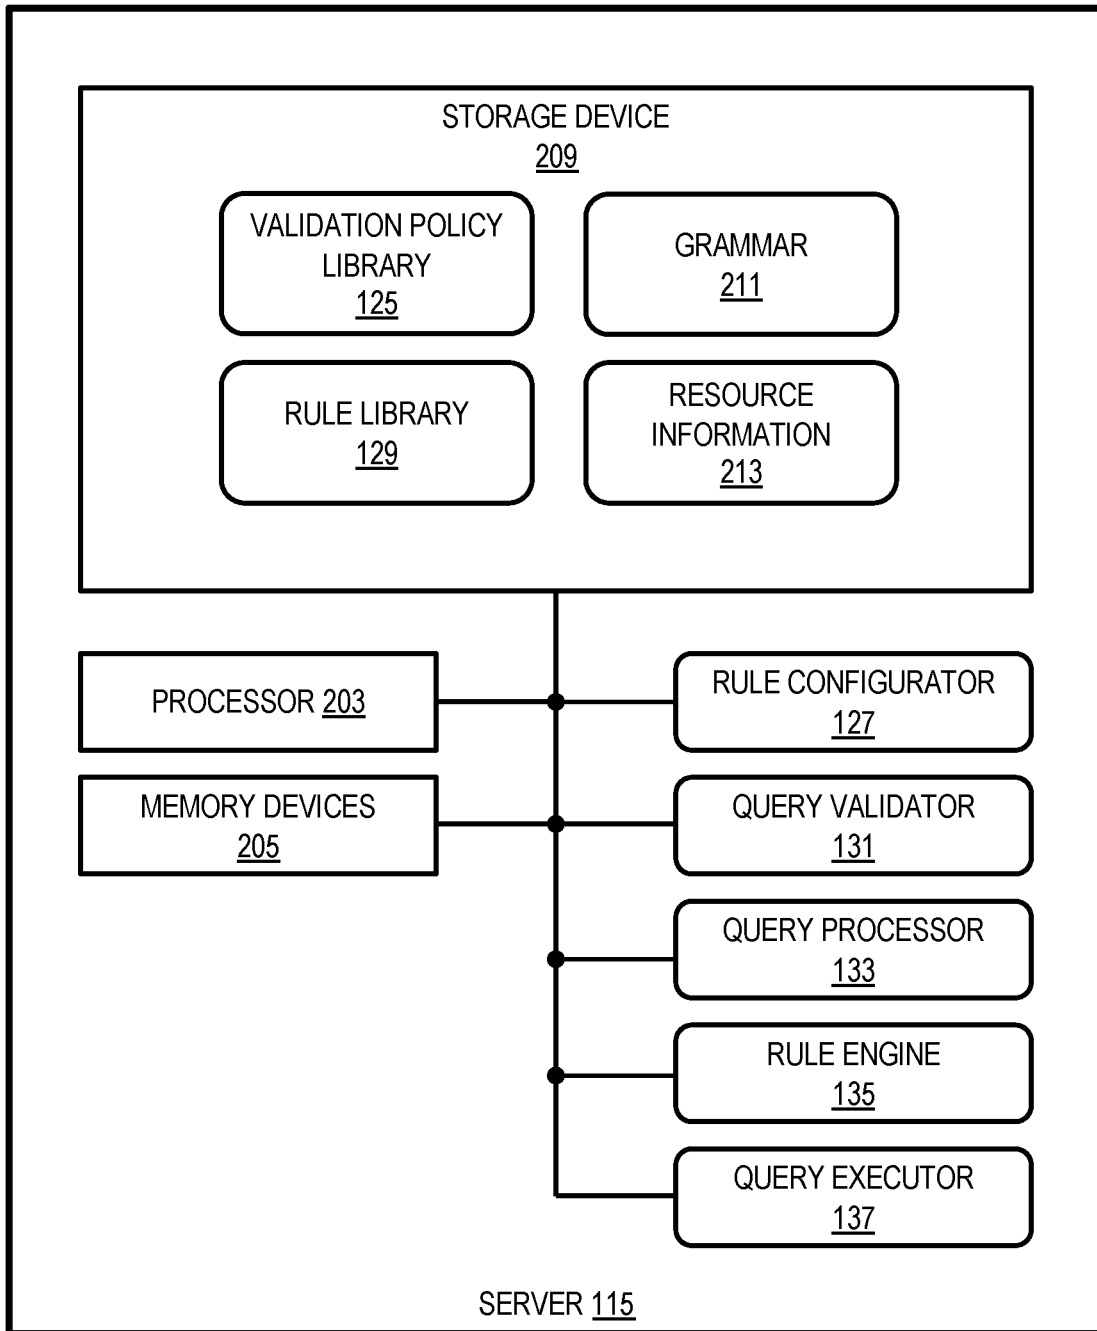 STORAGE DEVICE
209
VALIDATION POLICY
LIBRARY
125
GRAMMAR
211
RULE LIBRARY
129
RESOURCE
INFORMATION
213
PROCESSOR 203
RULE CONFIGURATOR
127
MEMORY DEVICES
205
QUERY VALIDATOR
131
QUERY PROCESSOR
133
RULE ENGINE
135
QUERY EXECUTOR
137
SERVER 115